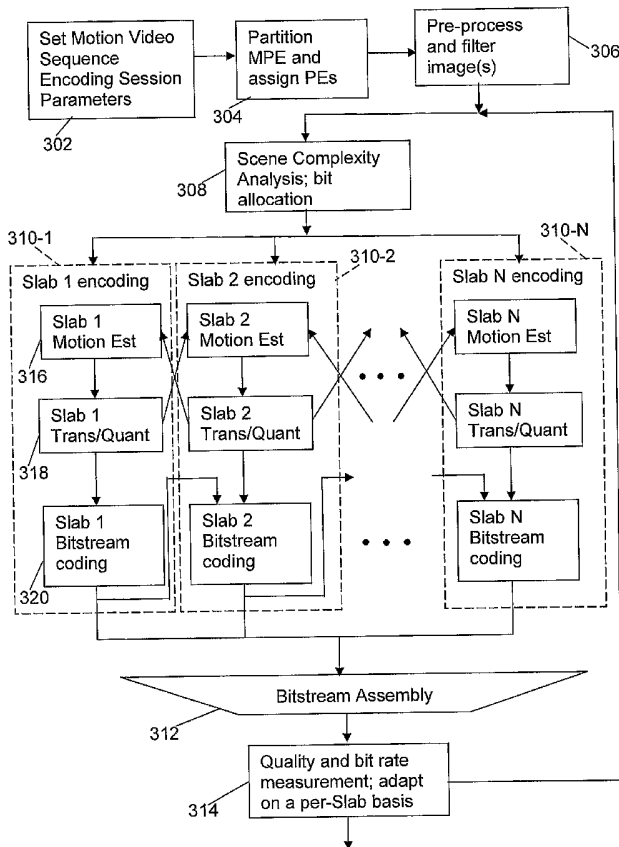 Set Motion Video
Sequence
Encoding Session
Parameters
302
Partition
MPE and
assign PEs
304
Pre-process
and filter
image(s)
306
Scene Complexity
Analysis; bit
allocation
308
310-1
310-2
310-N
Slab 1 encoding
Slab 2 encoding
Slab N encoding
Slab 1
Motion Est
316
Slab 2
Motion Est
Slab N
Motion Est
Slab 1
Trans/Quant
318
Slab 2
Trans/Quant
Slab N
Trans/Quant
Slab 1
Bitstream
coding
320
Slab 2
Bitstream
coding
Slab N
Bitstream
coding
Bitstream Assembly
312
Quality and bit rate
measurement; adapt
on a per-Slab basis
314